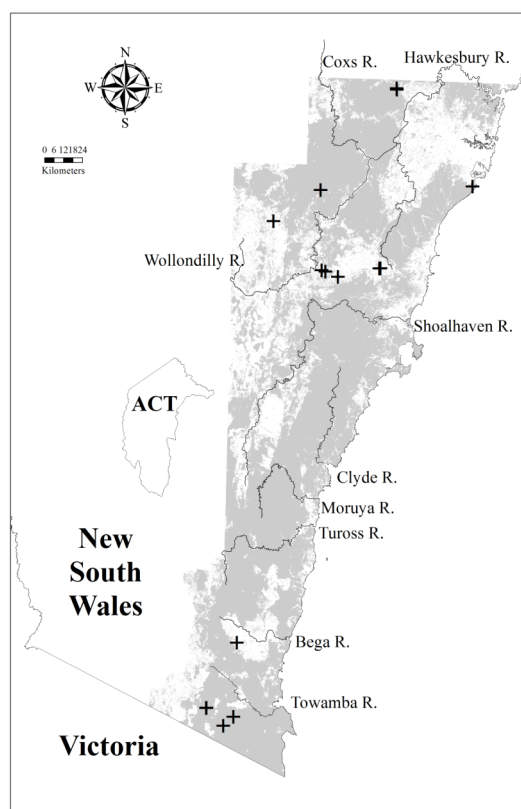 Coxs R.
Hawkesbury R.
N
W
E
S
0 6 121824
Kilometers
Wollondilly R.
Shoalhaven R.
ACT
Clyde R.
Moruya R.
Tuross R.
New
South
Wales
Bega R.
Towamba R.
Victoria